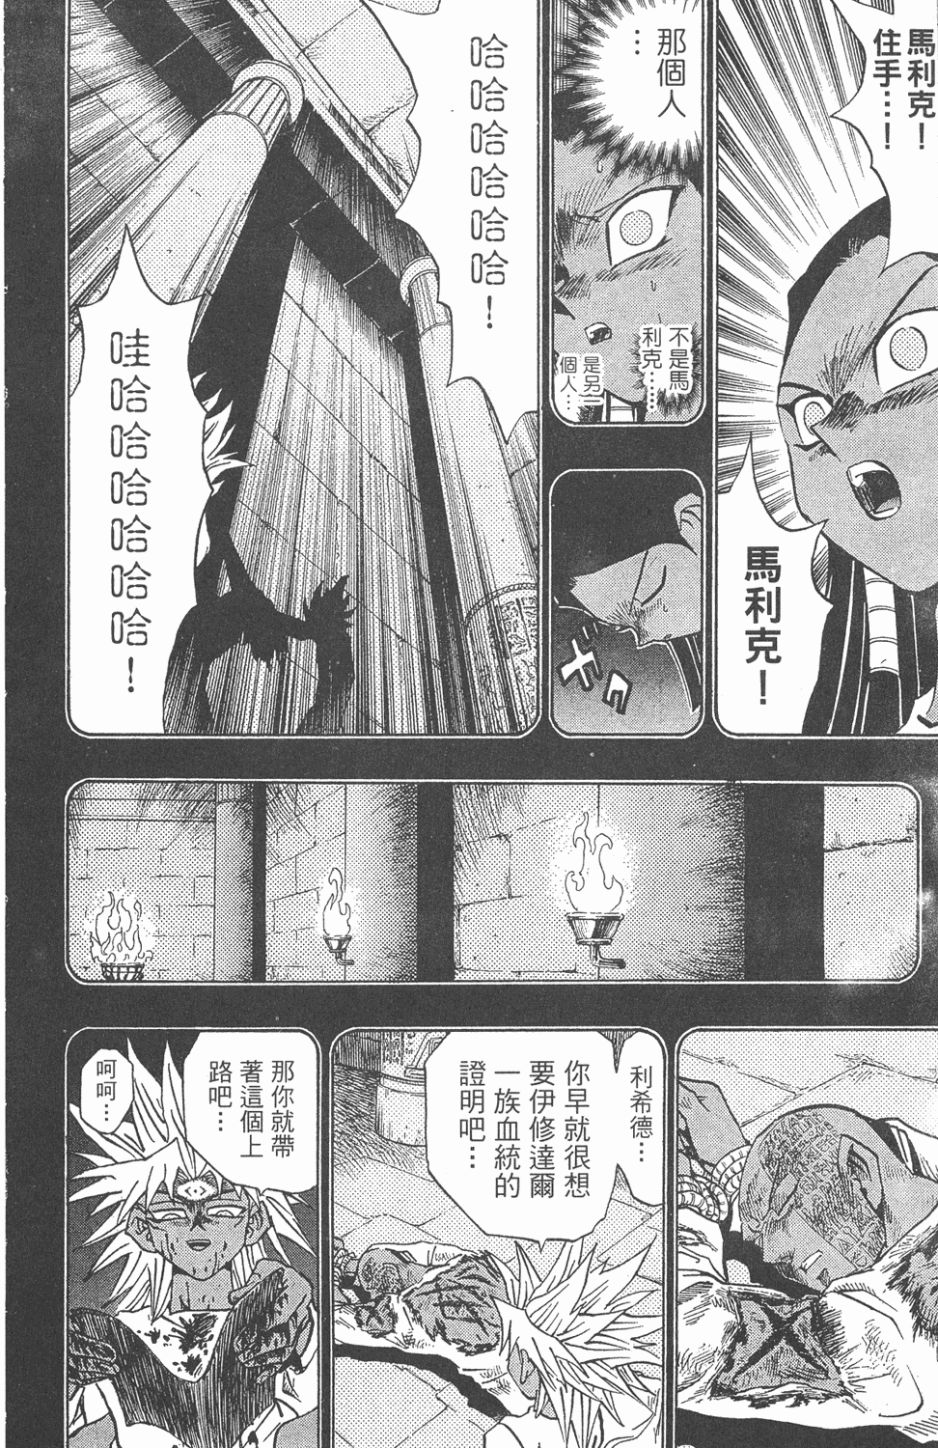 馬利克！
住手…！
馬利克！
那個人
…
不是馬
利克……
是另一
個人…
哈哈哈哈哈哈！
哇哈哈哈哈哈哈！
利希德…
你早就很想
要伊修達爾
一族血統的
證明吧…
那你就帶
著這個上
路吧…
呵呵…